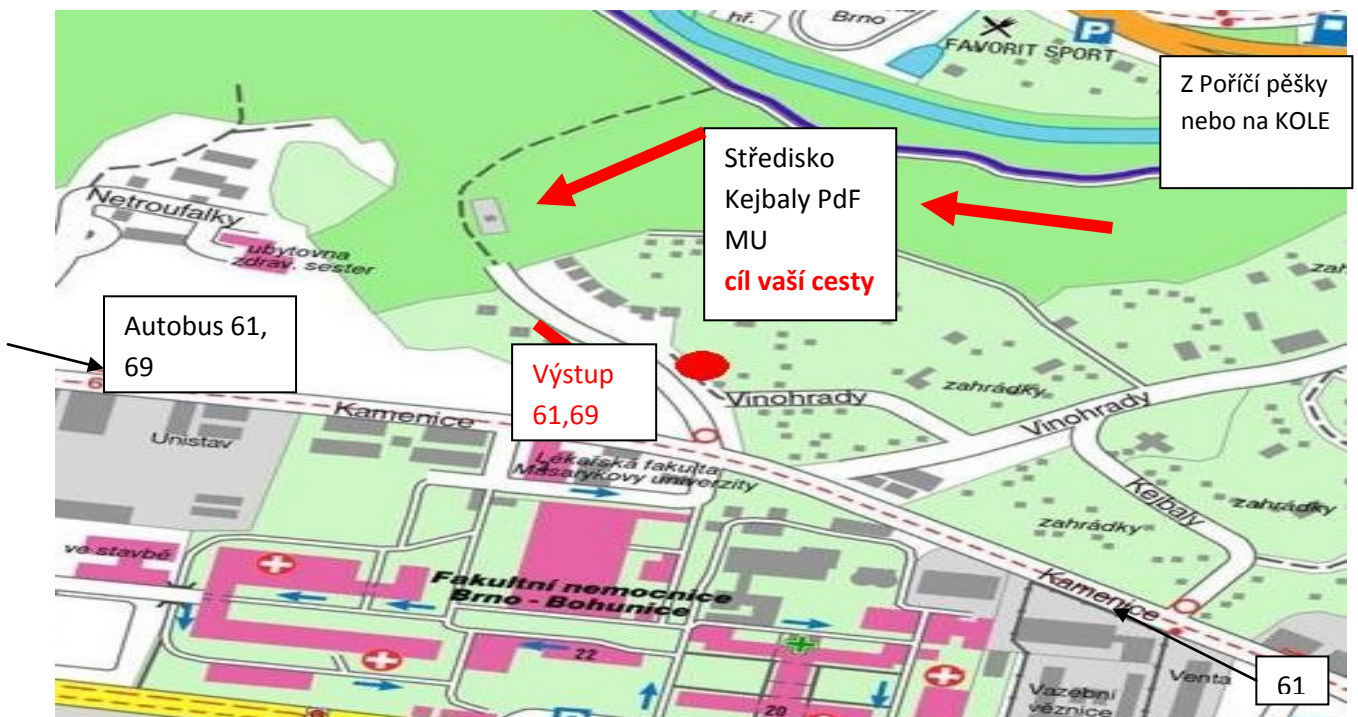 hř.
Brno
FAVORIT SPORT
P
Z Poříčí pěšky
nebo na KOLE
Středisko
Kejbaly PdF
MU
cíl vaší cesty
Netroufalky
ubytovna
zdrav. sester
Autobus 61,
69
Výstup
61,69
Kamenice
Unistav
Vinohrady
zahrádky
Vinohrady
Lékařská fakulta
Masarykovy univerzity
Kejbaly
zahrádky
zahrádky
ve stavbě
Fakultní nemocnice
Brno - Bohunice
Kamenice
22
20
Vazební
věznice
Venta
61